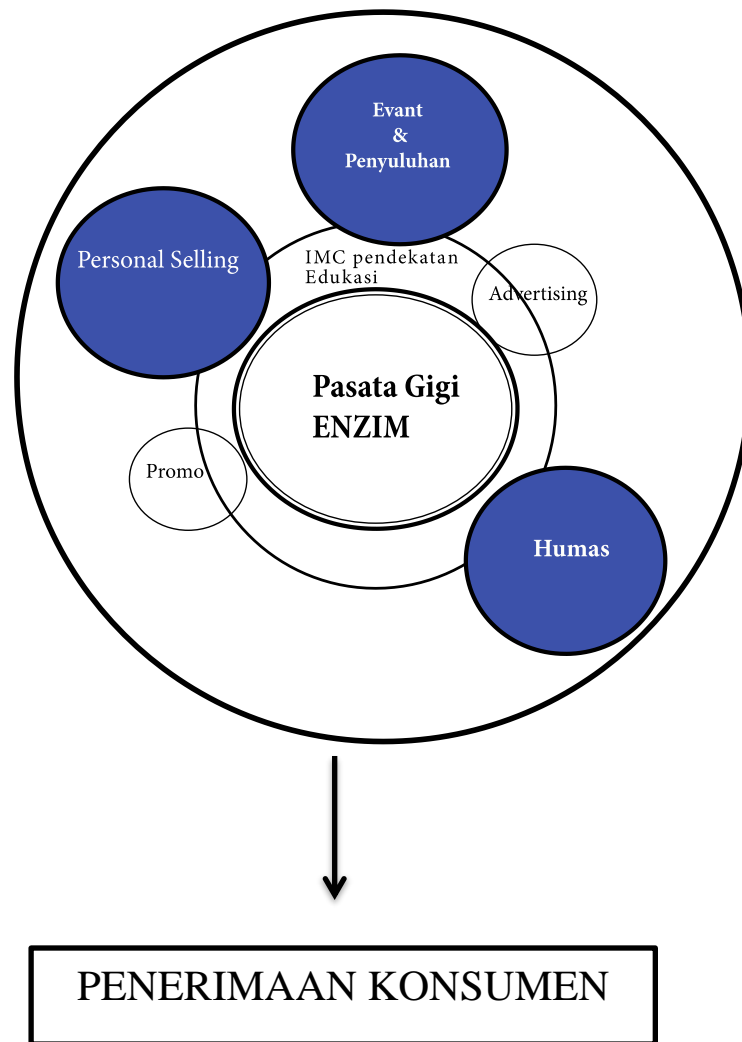 Evant
&
Penyuluhan
Personal Selling
IMC pendekatan
Edukasi
Advertising
Pasata Gigi
ENZIM
Promo
Humas
PENERIMAAN KONSUMEN